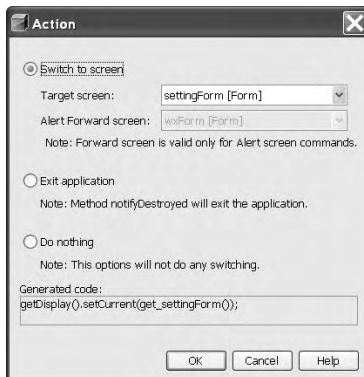 Action
Switch to screen
Target screen: settingForm [Form]
Alert Forward screen: wxForm [Form]
Note: Forward screen is valid only for Alert screen commands.
Exit application
Note: Method notifyDestroyed will exit the application.
Do nothing
Note: This options will not do any switching.
Generated code:
getDisplay().setCurrent(get_settingForm());
OK Cancel Help